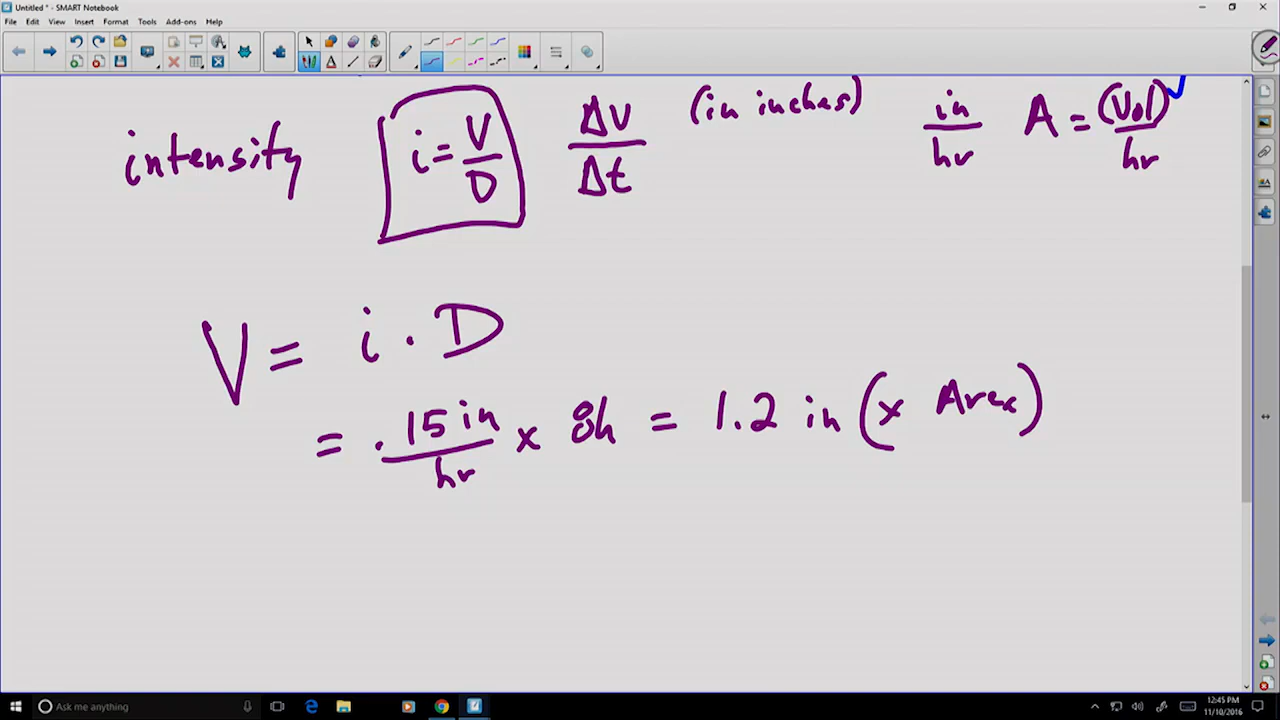 Untitled * - SMART Notebook
File Edit View Insert Format Tools Add-ons Help
intensity i = V/D ΔV/Δt (in inches) in/hr A = (Vol)/hr
V = i · D
= .15 in/hr x 8h = 1.2 in (x Area)
Ask me anything
12:45 PM
11/10/2016